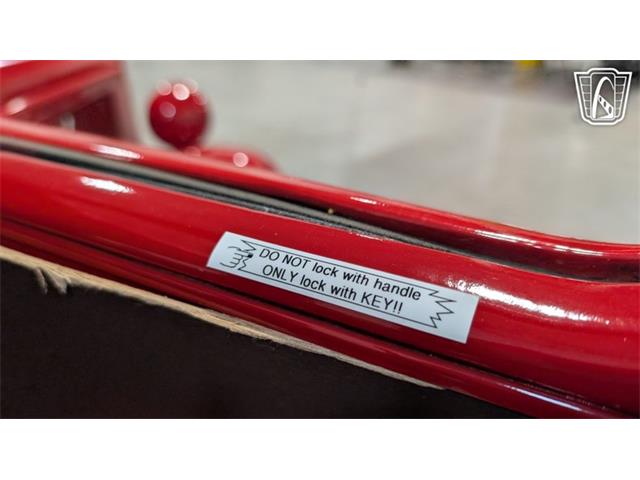 DO NOT lock with handle
ONLY lock with KEY!!